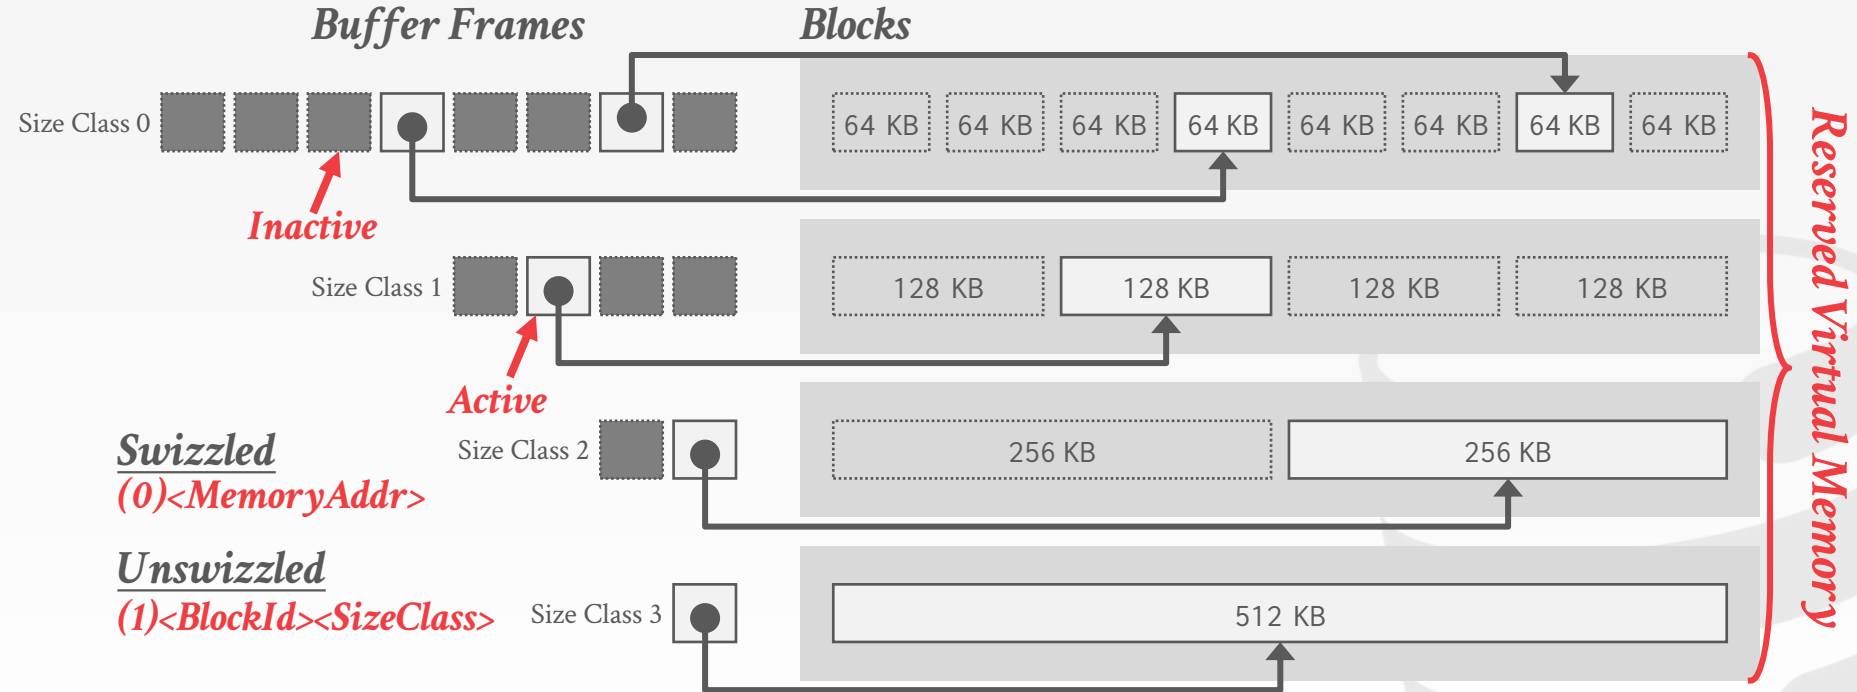 Buffer Frames
Blocks
Size Class 0
64 KB 64 KB 64 KB 64 KB 64 KB 64 KB 64 KB 64 KB
Inactive
Size Class 1
128 KB 128 KB 128 KB 128 KB
Active
Size Class 2
256 KB 256 KB
Swizzled
(0)<MemoryAddr>
Unswizzled
(1)<BlockId><SizeClass>
Size Class 3
512 KB
Reserved Virtual Memory